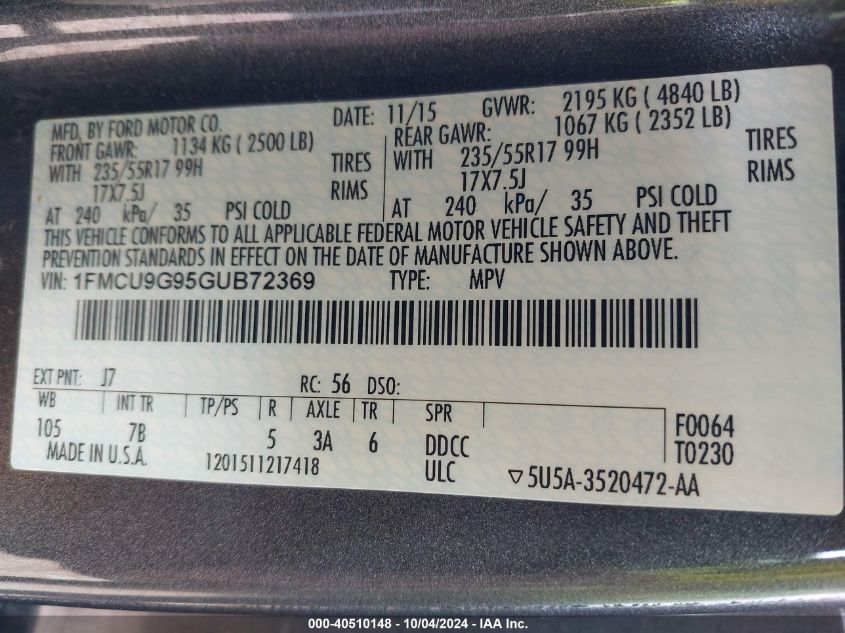 MFD. BY FORD MOTOR CO. DATE: 11/15 GVWR: 2195 KG ( 4840 LB)
FRONT GAWR: 1134 KG ( 2500 LB) REAR GAWR: 1067 KG ( 2352 LB)
WITH 235/55R17 99H TIRES WITH 235/55R17 99H TIRES
17X7.5J RIMS 17X7.5J RIMS
AT 240 kPa/ 35 PSI COLD AT 240 kPa/ 35 PSI COLD
THIS VEHICLE CONFORMS TO ALL APPLICABLE FEDERAL MOTOR VEHICLE SAFETY AND THEFT
PREVENTION STANDARDS IN EFFECT ON THE DATE OF MANUFACTURE SHOWN ABOVE.
VIN: 1FMCU9G95GUB72369 TYPE: MPV
EXT PNT: J7 RC: 56 DSO:
WB INT TR TP/PS R AXLE TR SPR
105 7B 5 3A 6 DDCC F0064
MADE IN U.S.A. 1201511217418 ULC T0230
▽5U5A-3520472-AA
000-40510148 - 10/04/2024 - IAA Inc.